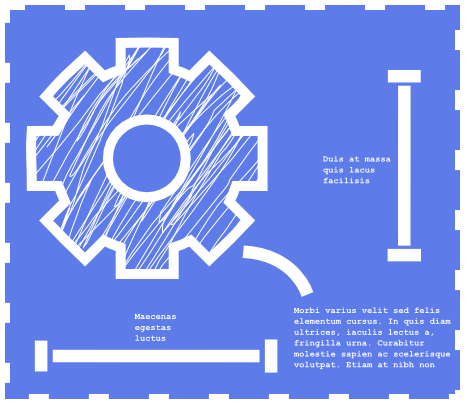 Duis at massa
quis lacus
facilisis
Maecenas
egestas
luctus
Morbi varius velit sed felis
elementum cursus. In quis diam
ultrices, iaculis lectus a,
fringilla urna. Curabitur
molestie sapien ac scelerisque
volutpat. Etiam at nibh non